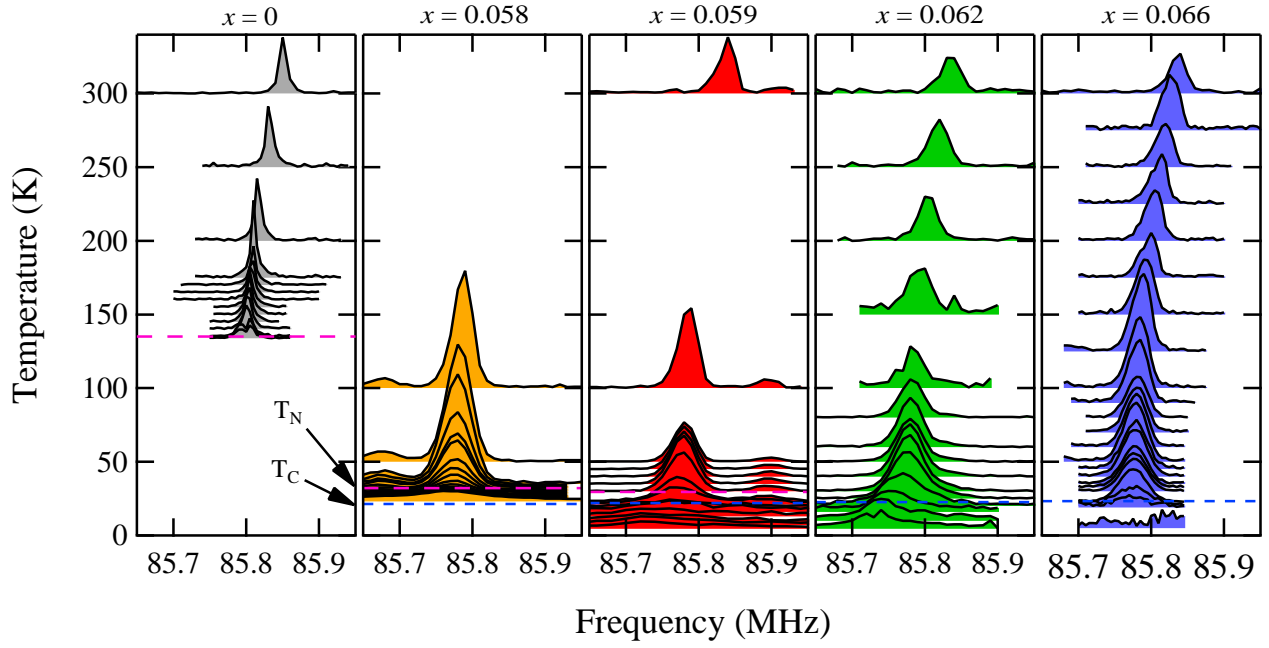 x = 0
x = 0.058
x = 0.059
x = 0.062
x = 0.066
Temperature (K)
300
250
200
150
100
50
0
T_N
T_C
85.7 85.8 85.9
85.7 85.8 85.9
85.7 85.8 85.9
85.7 85.8 85.9
85.7 85.8 85.9
Frequency (MHz)